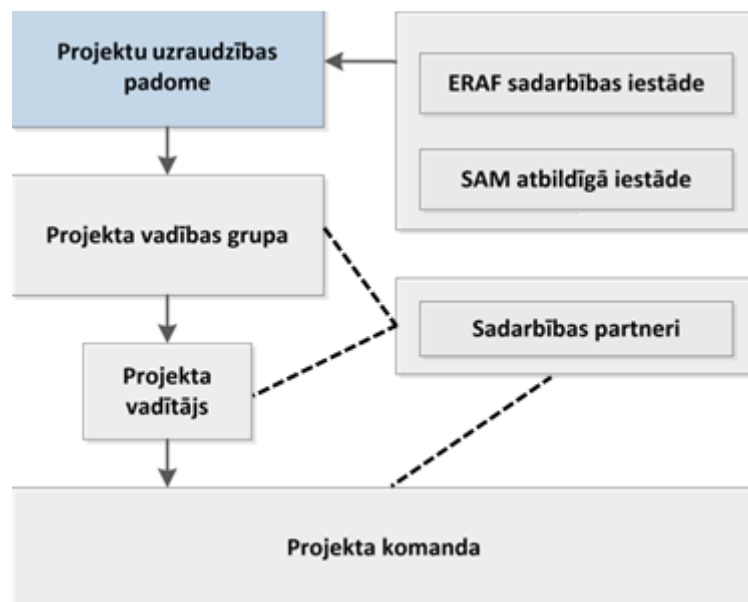 Projektu uzraudzības
padome
ERAF sadarbības iestāde
SAM atbildīgā iestāde
Projekta vadības grupa
Sadarbības partneri
Projekta
vadītājs
Projekta komanda